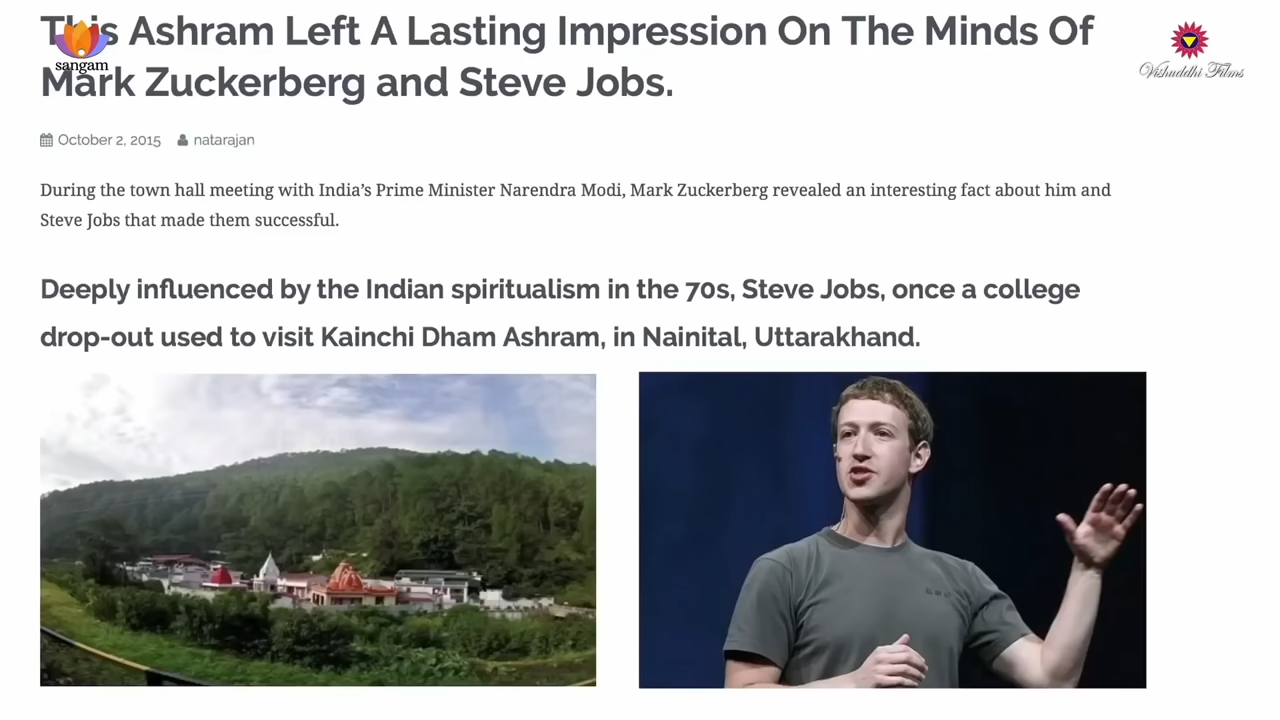 This Ashram Left A Lasting Impression On The Minds Of
sangam
Vishuddhi Films
Mark Zuckerberg and Steve Jobs.
October 2, 2015 natarajan
During the town hall meeting with India's Prime Minister Narendra Modi, Mark Zuckerberg revealed an interesting fact about him and
Steve Jobs that made them successful.
Deeply influenced by the Indian spiritualism in the 70s, Steve Jobs, once a college
drop-out used to visit Kainchi Dham Ashram, in Nainital, Uttarakhand.